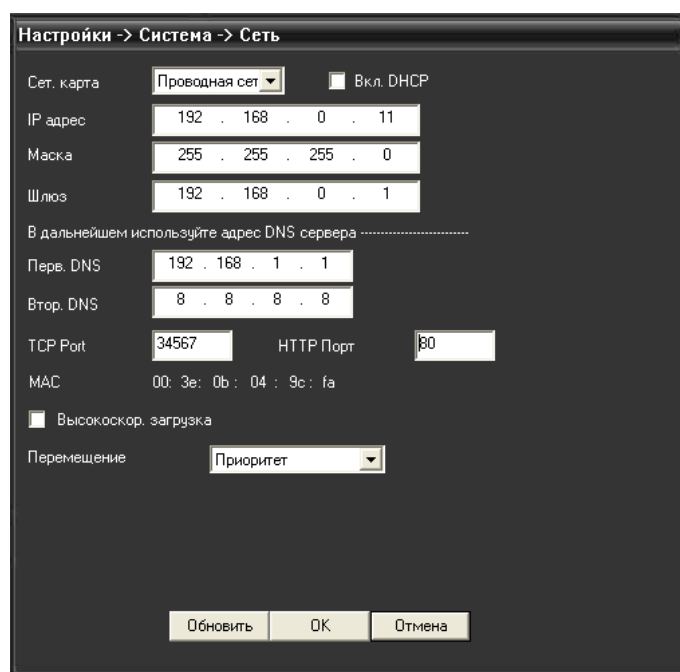 Настройки -> Система -> Сеть
Сет. карта Проводная сет Вкл. DHCP
IP адрес 192 . 168 . 0 . 11
Маска 255 . 255 . 255 . 0
Шлюз 192 . 168 . 0 . 1
В дальнейшем используйте адрес DNS сервера ---------------------------
Перв. DNS 192 . 168 . 1 . 1
Втор. DNS 8 . 8 . 8 . 8
TCP Port 34567 HTTP Порт 80
MAC 00: 3e: 0b : 04 : 9c : fa
Высокоскор. загрузка
Перемещение Приоритет
Обновить OK Отмена